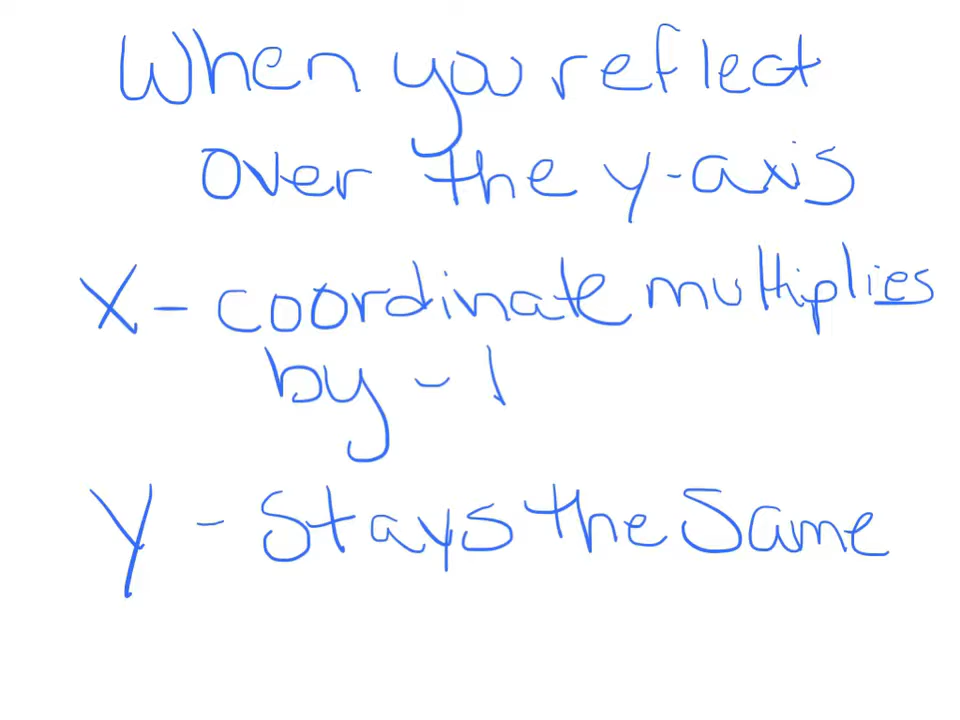 When you reflect
over the y-axis
X - coordinate multiplies
by - 1
Y - Stays the Same